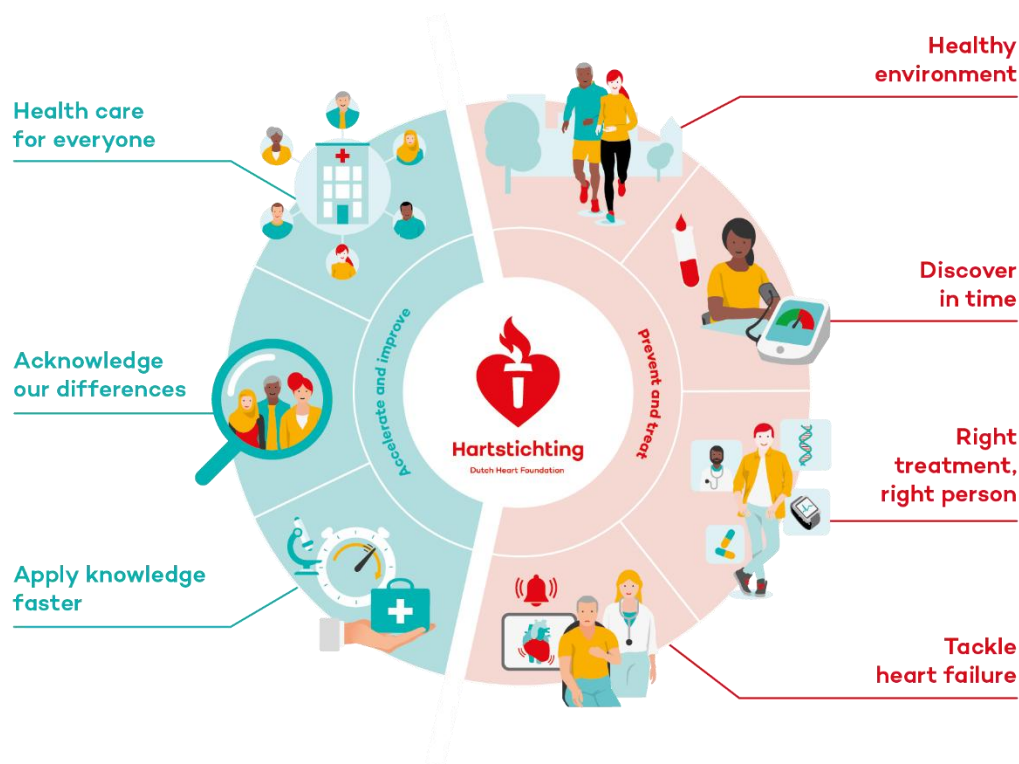 Healthy
environment
Health care
for everyone
Discover
in time
Accelerate and improve
Prevent and treat
Acknowledge
our differences
Hartstichting
Dutch Heart Foundation
Right
treatment,
right person
Apply knowledge
faster
Tackle
heart failure